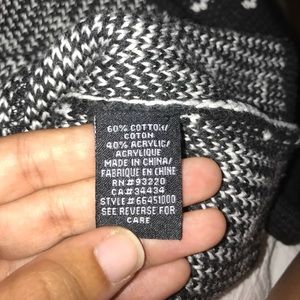 60% COTTON/
COTON
40% ACRYLIC/
ACRYLIQUE
MADE IN CHINA/
FABRIQUE EN CHINE
RN#93220
CA#34434
STYLE#66451000
SEE REVERSE FOR
CARE